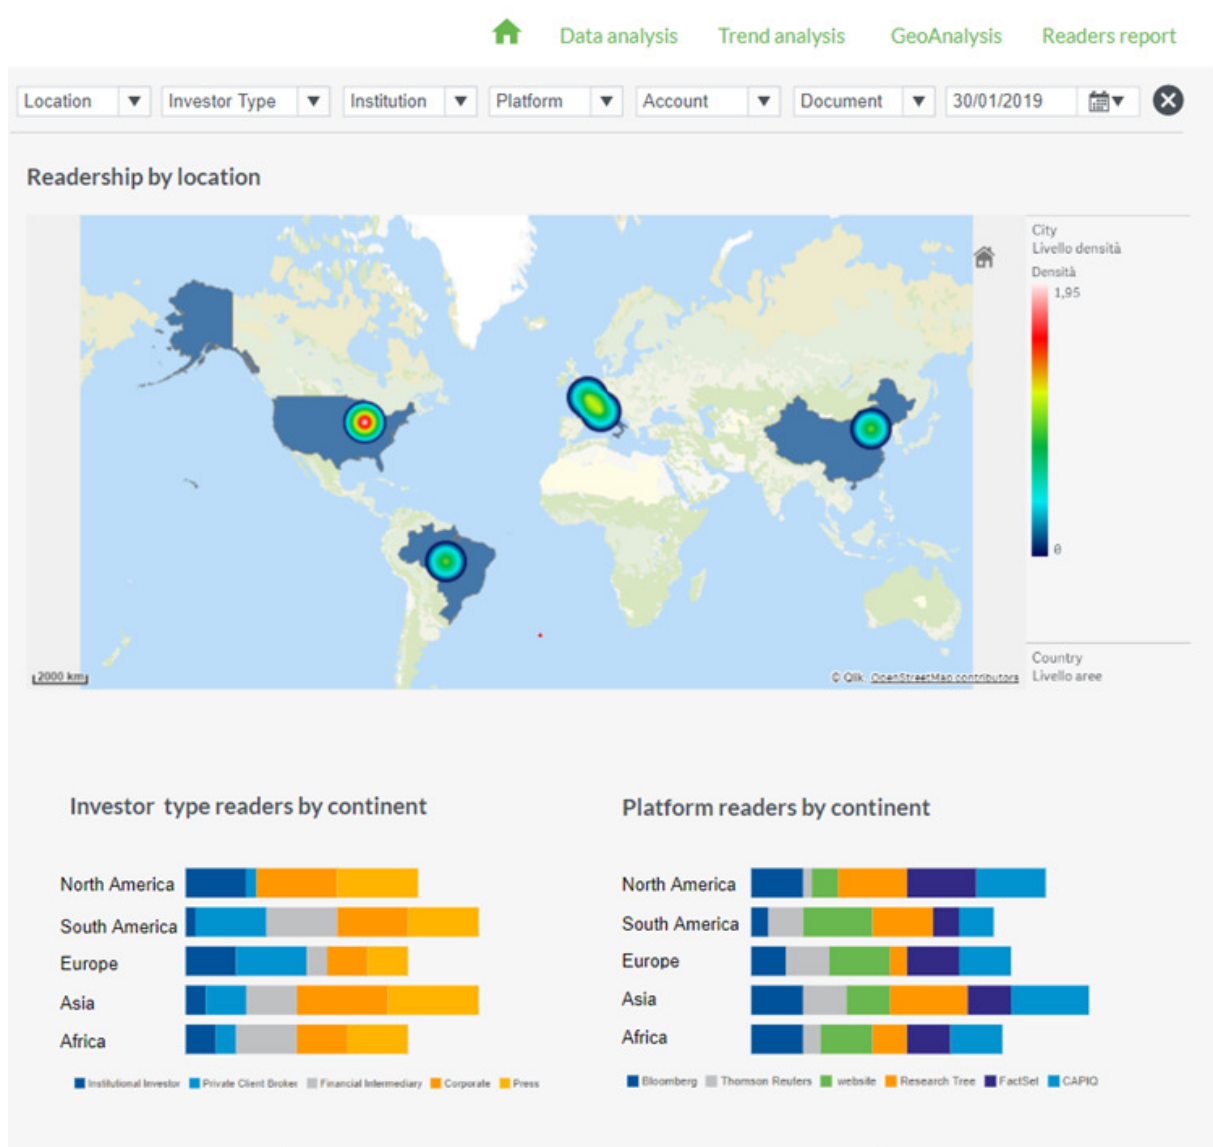 Data analysis Trend analysis GeoAnalysis Readers report
Location Investor Type Institution Platform Account Document 30/01/2019
Readership by location
City
Livello densità
Densità
1,95
0
Country
Livello aree
2000 km
© Qlik, OpenStreetMap contributors
Investor type readers by continent
North America
South America
Europe
Asia
Africa
Institutional Investor Private Client Broker Financial Intermediary Corporate Press
Platform readers by continent
North America
South America
Europe
Asia
Africa
Bloomberg Thomson Reuters website Research Tree FactSet CAPIQ